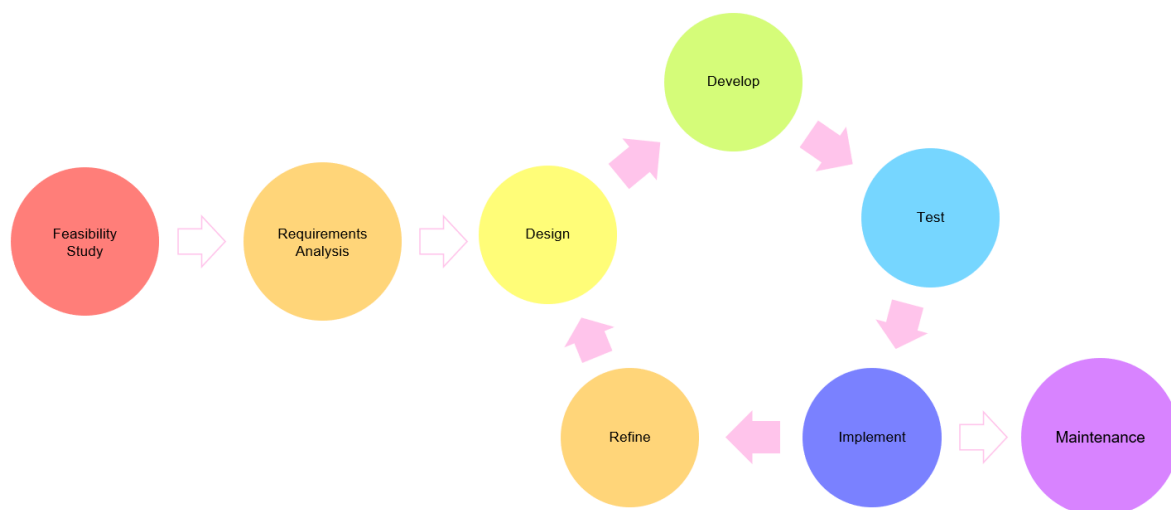 Feasibility
Study
Requirements
Analysis
Design
Develop
Test
Implement
Refine
Maintenance